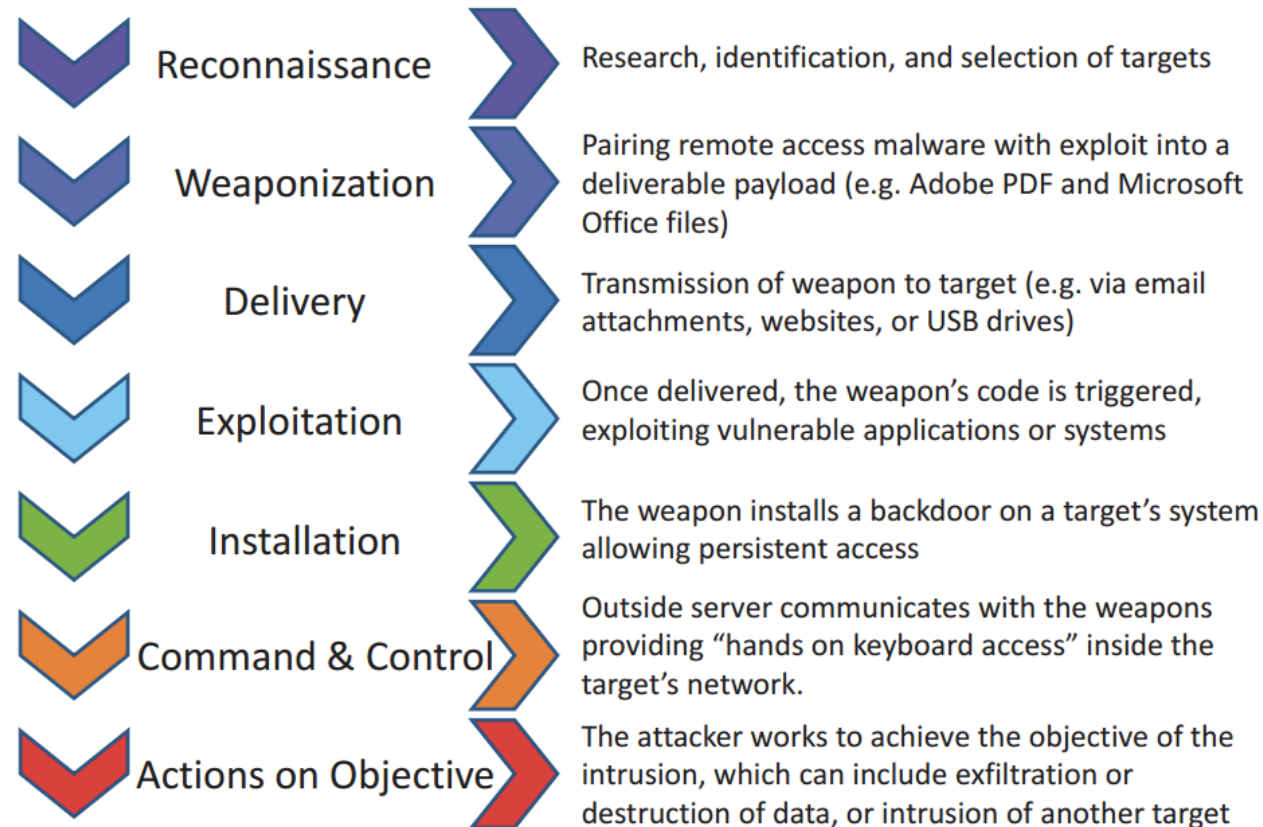 Reconnaissance
Research, identification, and selection of targets
Weaponization
Pairing remote access malware with exploit into a
deliverable payload (e.g. Adobe PDF and Microsoft
Office files)
Delivery
Transmission of weapon to target (e.g. via email
attachments, websites, or USB drives)
Exploitation
Once delivered, the weapon’s code is triggered,
exploiting vulnerable applications or systems
Installation
The weapon installs a backdoor on a target’s system
allowing persistent access
Command & Control
Outside server communicates with the weapons
providing “hands on keyboard access” inside the
target’s network.
Actions on Objective
The attacker works to achieve the objective of the
intrusion, which can include exfiltration or
destruction of data, or intrusion of another target